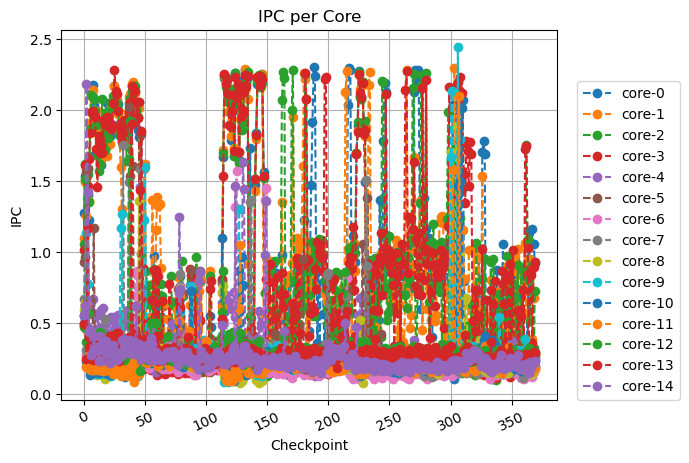 IPC per Core
2.5
2.0
1.5
1.0
0.5
0.0
IPC
0
50
100
150
200
250
300
350
Checkpoint
core-0
core-1
core-2
core-3
core-4
core-5
core-6
core-7
core-8
core-9
core-10
core-11
core-12
core-13
core-14